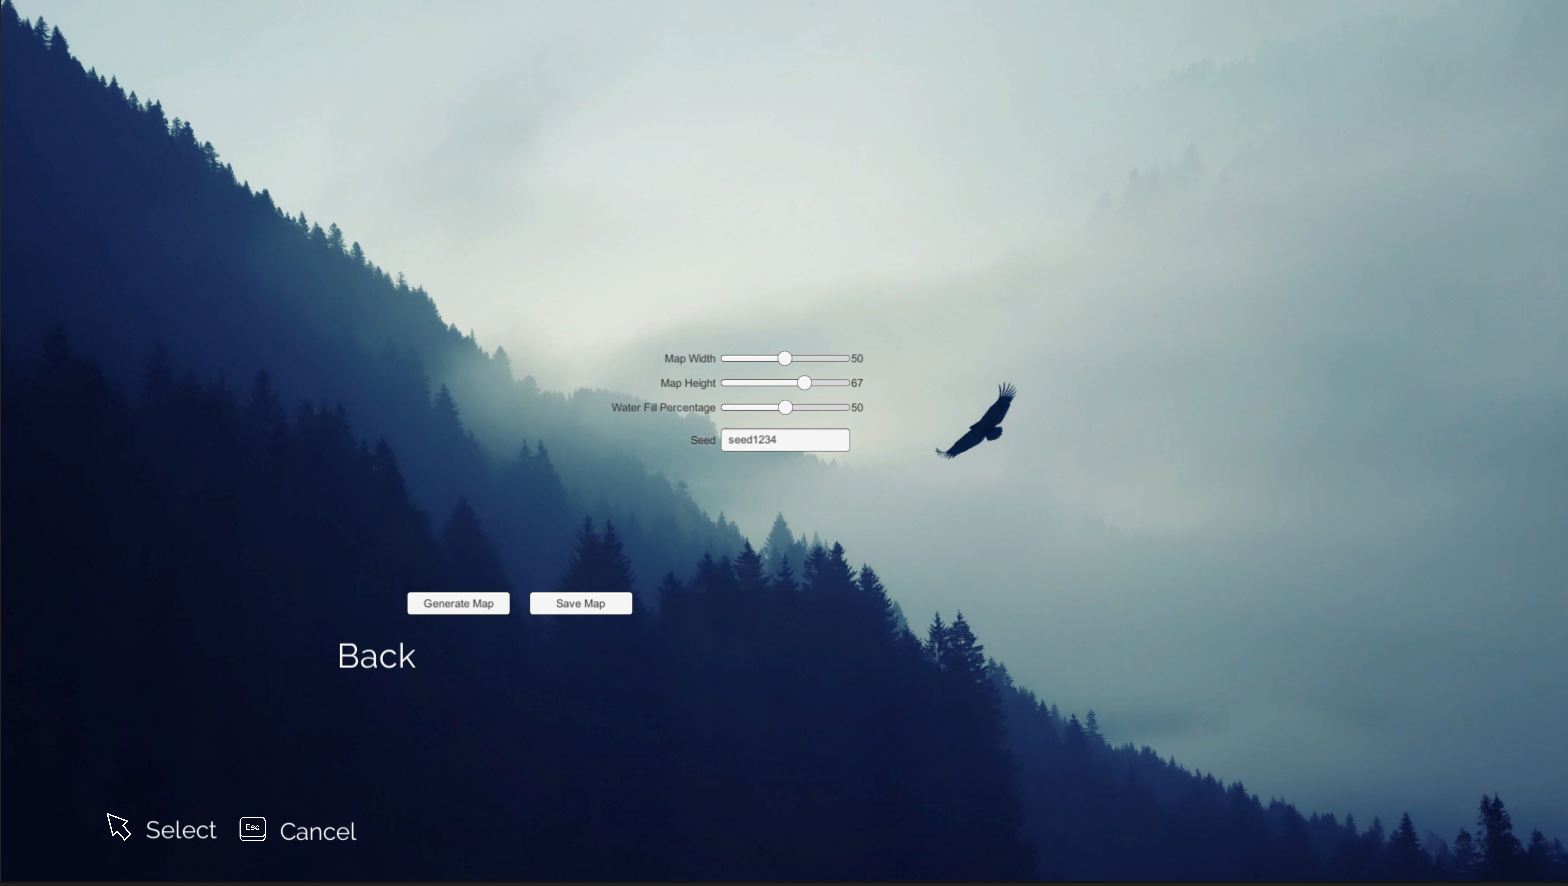 Map Width 50
Map Height 67
Water Fill Percentage 50
Seed seed1234
Generate Map Save Map
Back
Select Esc Cancel